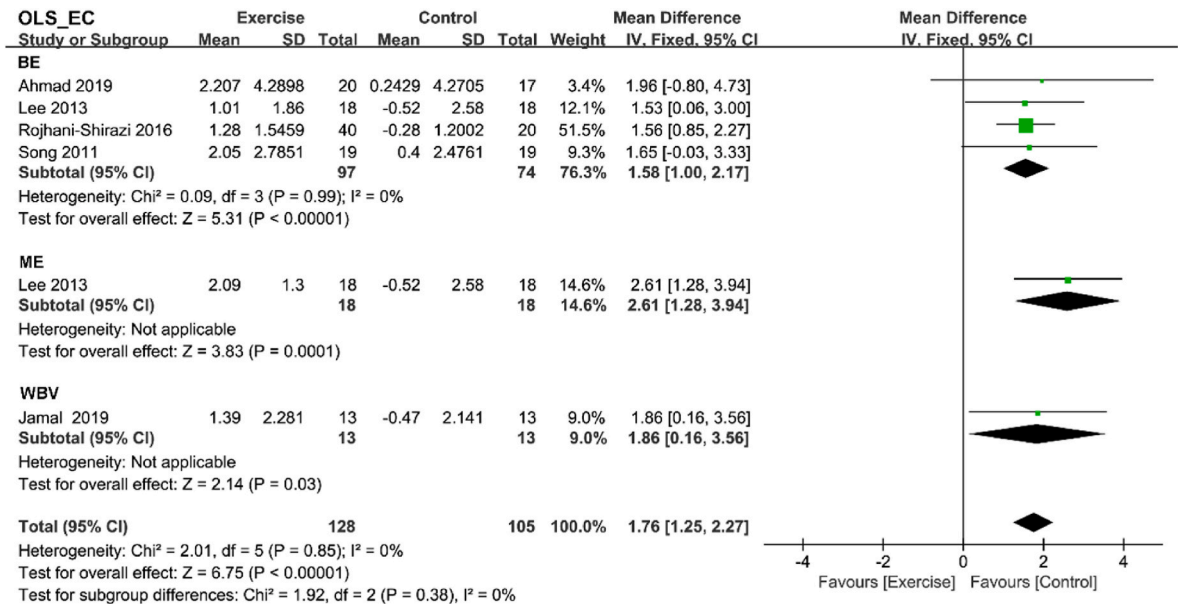 OLS_EC Exercise Control Mean Difference Mean Difference
Study or Subgroup Mean SD Total Mean SD Total Weight IV, Fixed, 95% CI IV, Fixed, 95% CI
BE
Ahmad 2019 2.207 4.2898 20 0.2429 4.2705 17 3.4% 1.96 [-0.80, 4.73]
Lee 2013 1.01 1.86 18 -0.52 2.58 18 12.1% 1.53 [0.06, 3.00]
Rojhani-Shirazi 2016 1.28 1.5459 40 -0.28 1.2002 20 51.5% 1.56 [0.85, 2.27]
Song 2011 2.05 2.7851 19 0.4 2.4761 19 9.3% 1.65 [-0.03, 3.33]
Subtotal (95% CI) 97 74 76.3% 1.58 [1.00, 2.17]
Heterogeneity: Chi² = 0.09, df = 3 (P = 0.99); I² = 0%
Test for overall effect: Z = 5.31 (P < 0.00001)
ME
Lee 2013 2.09 1.3 18 -0.52 2.58 18 14.6% 2.61 [1.28, 3.94]
Subtotal (95% CI) 18 18 14.6% 2.61 [1.28, 3.94]
Heterogeneity: Not applicable
Test for overall effect: Z = 3.83 (P = 0.0001)
WBV
Jamal 2019 1.39 2.281 13 -0.47 2.141 13 9.0% 1.86 [0.16, 3.56]
Subtotal (95% CI) 13 13 9.0% 1.86 [0.16, 3.56]
Heterogeneity: Not applicable
Test for overall effect: Z = 2.14 (P = 0.03)
Total (95% CI) 128 105 100.0% 1.76 [1.25, 2.27]
Heterogeneity: Chi² = 2.01, df = 5 (P = 0.85); I² = 0%
Test for overall effect: Z = 6.75 (P < 0.00001)
Test for subgroup differences: Chi² = 1.92, df = 2 (P = 0.38), I² = 0%
-4 -2 0 2 4
Favours [Exercise] Favours [Control]